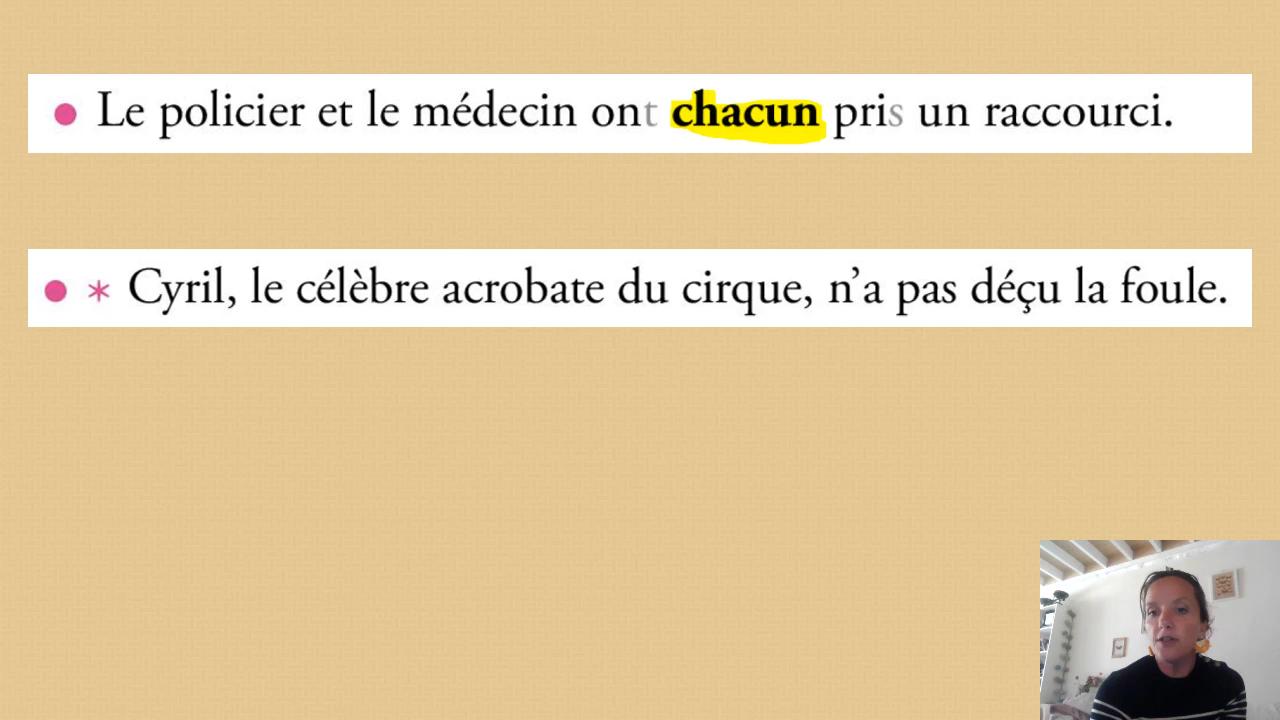 ● Le policier et le médecin ont chacun pris un raccourci.
● * Cyril, le célèbre acrobate du cirque, n’a pas déçu la foule.